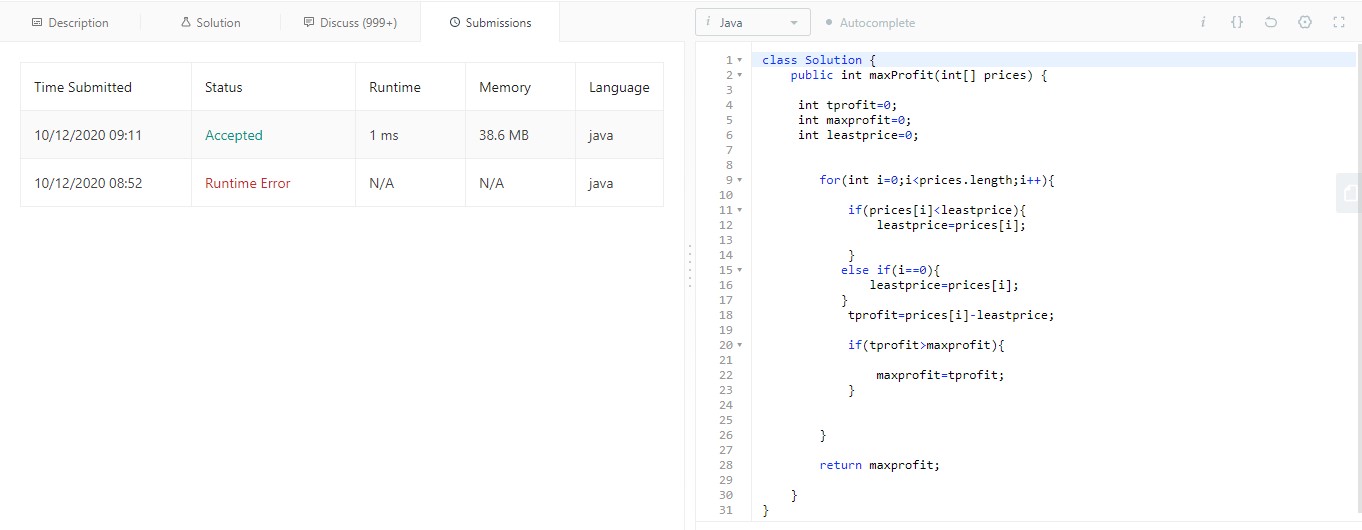 Description Solution Discuss (999+) Submissions
Time Submitted Status Runtime Memory Language
10/12/2020 09:11 Accepted 1 ms 38.6 MB java
10/12/2020 08:52 Runtime Error N/A N/A java
i Java Autocomplete i {}
1 class Solution {
2 public int maxProfit(int[] prices) {
3
4 int tprofit=0;
5 int maxprofit=0;
6 int leastprice=0;
7
8
9 for(int i=0;i<prices.length;i++){
10
11 if(prices[i]<leastprice){
12 leastprice=prices[i];
13
14 }
15 else if(i==0){
16 leastprice=prices[i];
17 }
18 tprofit=prices[i]-leastprice;
19
20 if(tprofit>maxprofit){
21
22 maxprofit=tprofit;
23 }
24
25
26 }
27
28 return maxprofit;
29
30 }
31 }